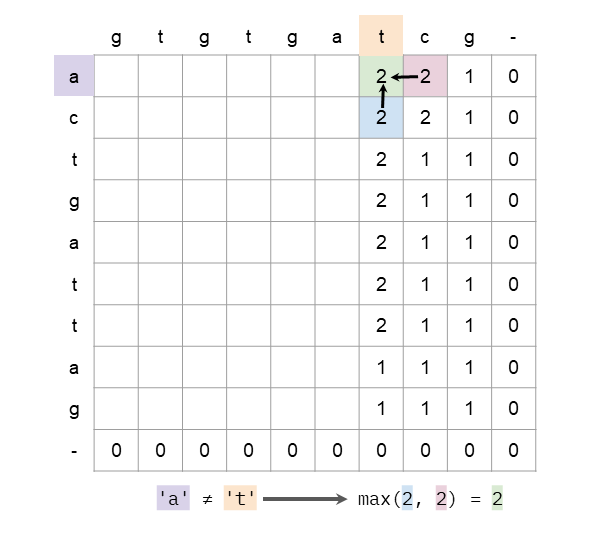 g t g t g t g a t c g -
a 2 2 1 0
c 2 2 1 0
t 2 1 1 0
g 2 1 1 0
a 2 1 1 0
t 2 1 1 0
t 2 1 1 0
a 1 1 1 0
g 1 1 1 0
- 0 0 0 0 0 0 0 0 0 0
'a' ≠ 't' max(2, 2) = 2